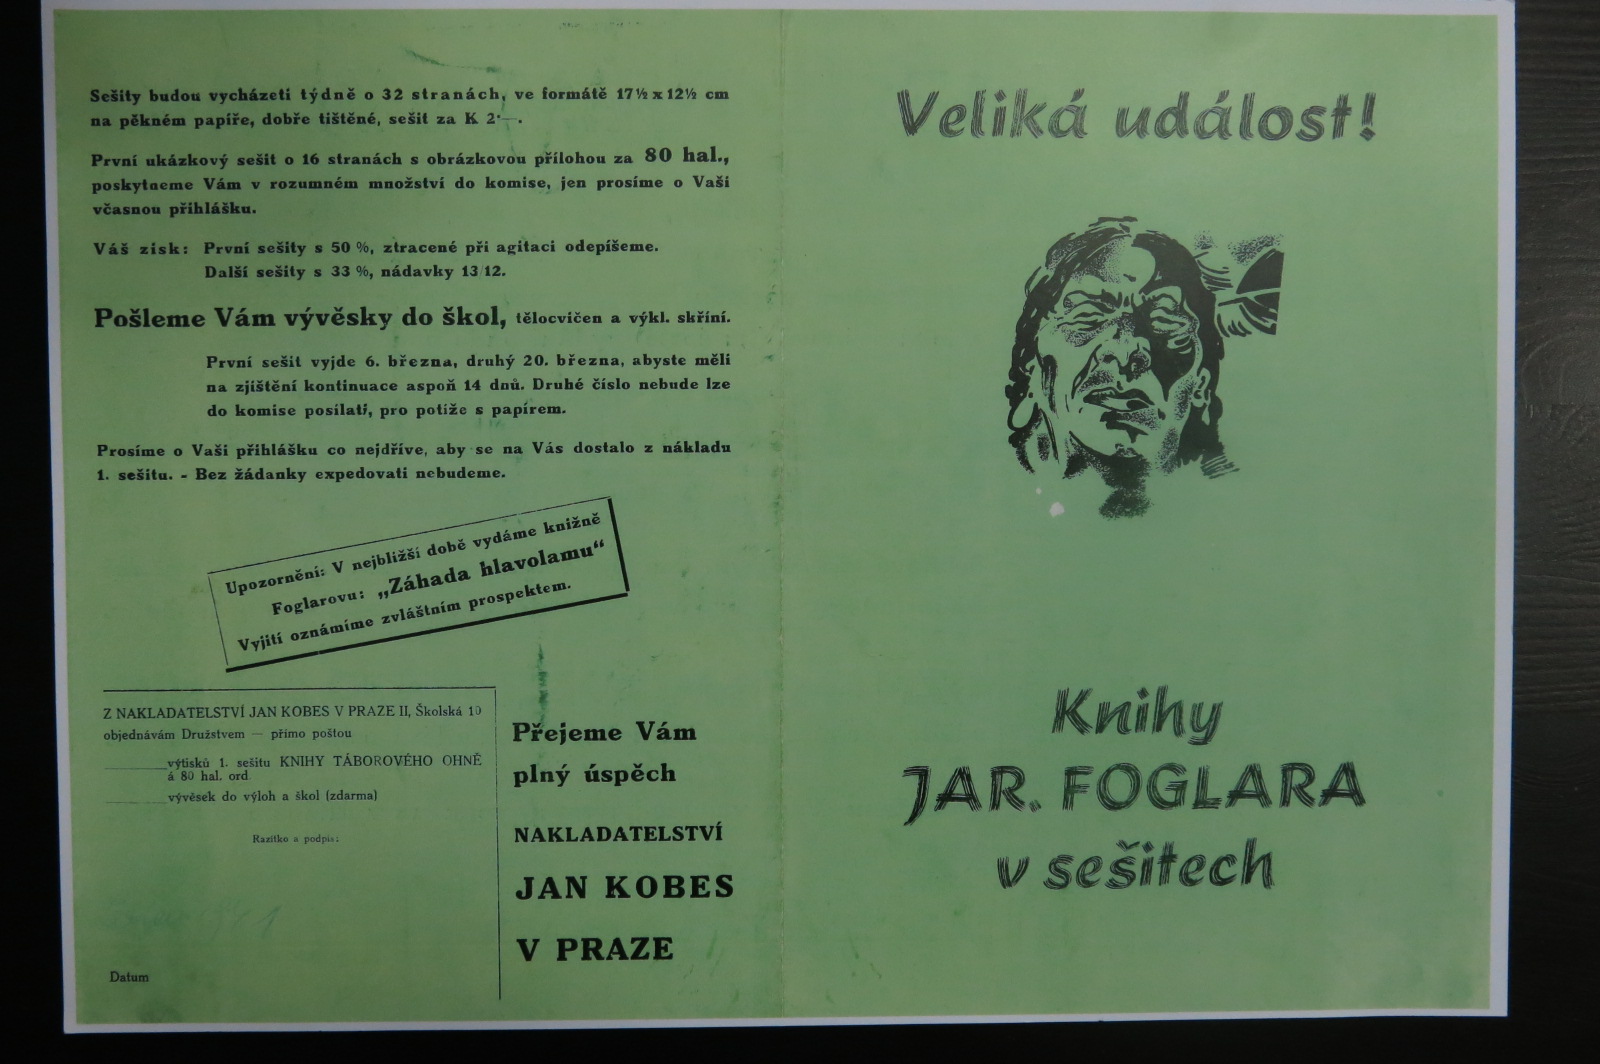 Sešity budou vycházeti týdně o 32 stranách, ve formátě 17½ x 12½ cm
na pěkném papíře, dobře tištěné, sešit za K 2·—.
První ukázkový sešit o 16 stranách s obrázkovou přílohou za 80 hal.,
poskytneme Vám v rozumném množství do komise, jen prosíme o Vaši
včasnou přihlášku.
Váš zisk: První sešity s 50 %, ztracené při agitaci odepíšeme.
Další sešity s 33 %, nádavky 13/12.
Pošleme Vám vývěsky do škol, tělocvičen a výkl. skříní.
První sešit vyjde 6. března, druhý 20. března, abyste měli
na zjištění kontinuace aspoň 14 dnů. Druhé číslo nebude lze
do komise posílati, pro potíže s papírem.
Prosíme o Vaši přihlášku co nejdříve, aby se na Vás dostalo z nákladu
1. sešitu. - Bez žádanky expedovati nebudeme.
Upozornění: V nejbližší době vydáme knižně
Foglarovu: „Záhada hlavolamu“
Vyjití oznámíme zvláštním prospektem.
Z NAKLADATELSTVÍ JAN KOBES V PRAZE II, Školská 10
objednávám Družstvem — přímo poštou
výtisků 1. sešitu KNIHY TÁBOROVÉHO OHNĚ
á 80 hal. ord
vývěsek do výloh a škol (zdarma)
Razítko a podpis:
Datum
Přejeme Vám
plný úspěch
NAKLADATELSTVÍ
JAN KOBES
V PRAZE
Veliká událost!
Knihy
JAR. FOGLARA
v sešitech